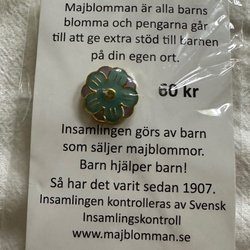 Majblomman är alla barns
blomma och pengarna går
till att ge extra stöd till barnen
på din egen ort.
60 kr
Insamlingen görs av barn
som säljer majblommor.
Barn hjälper barn!
Så har det varit sedan 1907.
Insamlingen kontrolleras av Svensk
Insamlingskontroll
www.majblomman.se